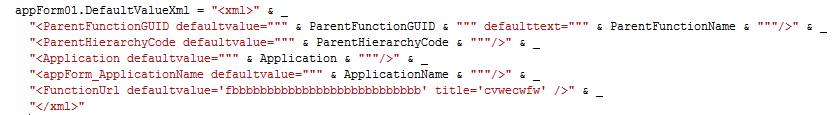 appForm01.DefaultValueXml = "<xml>" & _
"<ParentFunctionGUID defaultvalue=""" & ParentFunctionGUID & """ defaulttext=""" & ParentFunctionName & """/>" & _
"<ParentHierarchyCode defaultvalue=""" & ParentHierarchyCode & """/>" & _
"<Application defaultvalue=""" & Application & """/>" & _
"<appForm_ApplicationName defaultvalue=""" & ApplicationName & """/>" & _
"<FunctionUrl defaultvalue='fbbbbbbbbbbbbbbbbbbbbbbbbbbb' title='cvwecwfw' />" & _
"</xml>"